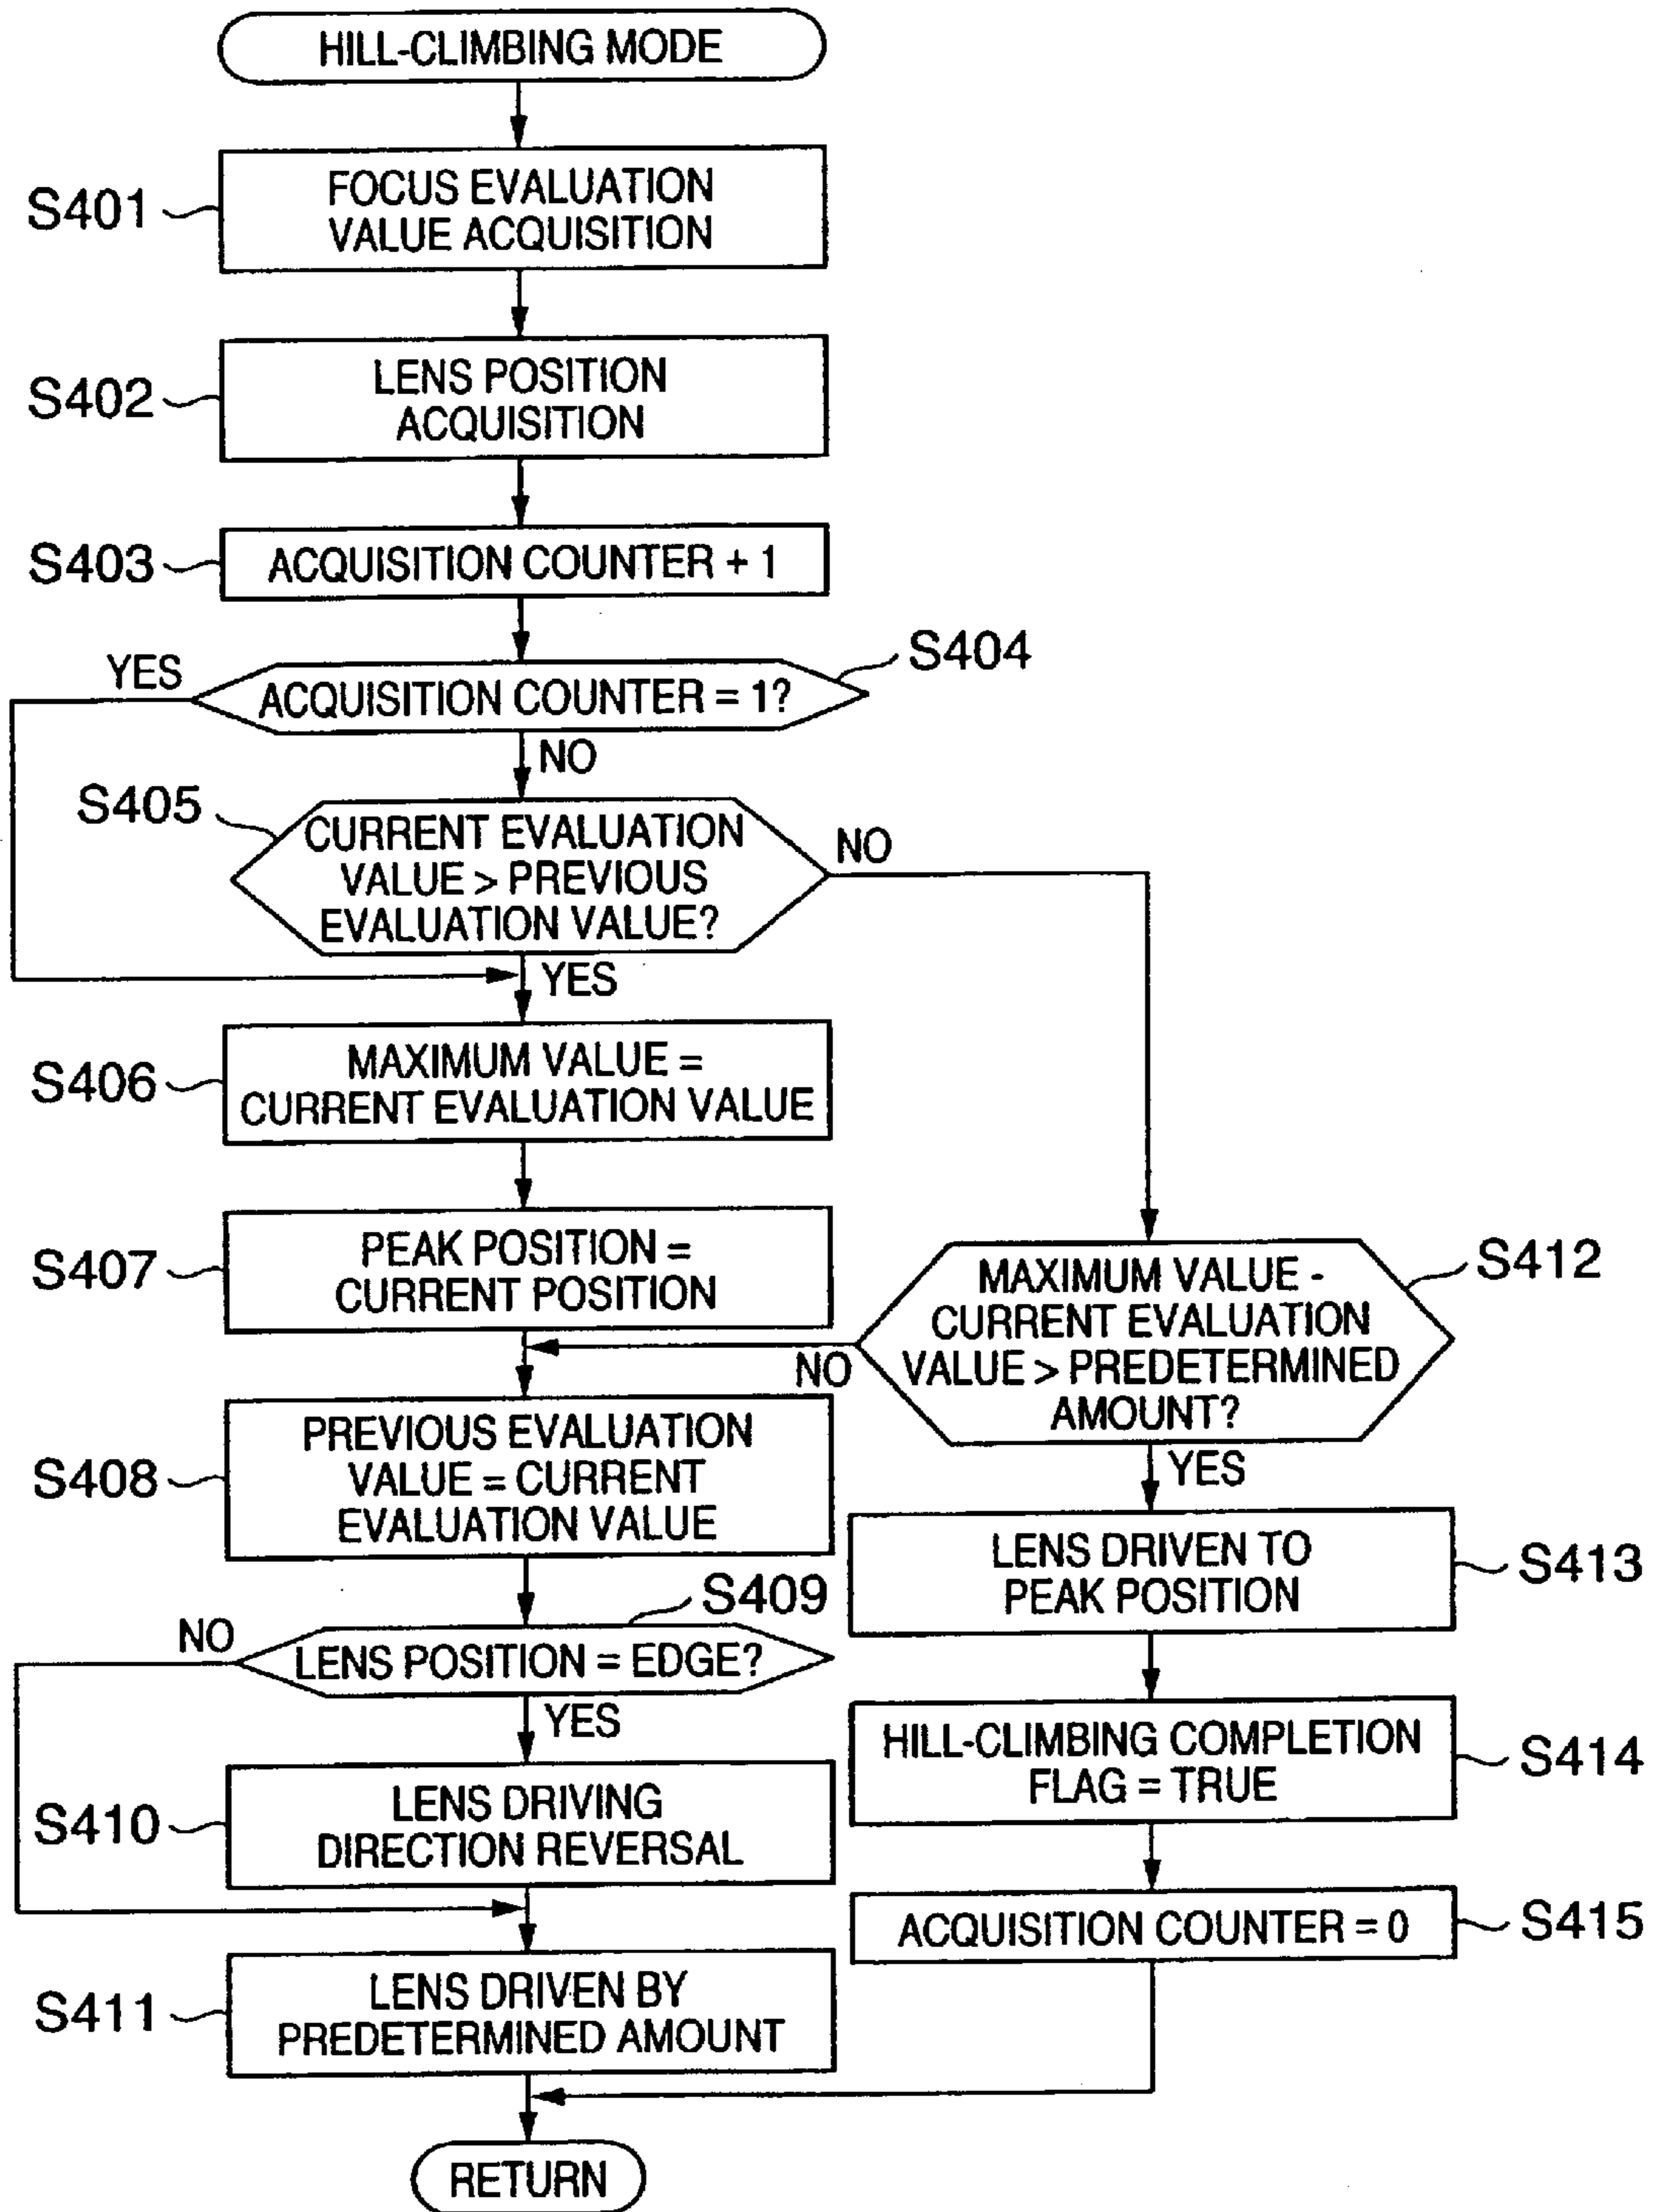 HILL-CLIMBING MODE
S401
FOCUS EVALUATION
VALUE ACQUISITION
S402
LENS POSITION
ACQUISITION
S403
ACQUISITION COUNTER + 1
S404
YES
ACQUISITION COUNTER = 1?
NO
S405
CURRENT EVALUATION
VALUE > PREVIOUS
EVALUATION VALUE?
NO
YES
S406
MAXIMUM VALUE =
CURRENT EVALUATION VALUE
S407
PEAK POSITION =
CURRENT POSITION
S412
MAXIMUM VALUE -
CURRENT EVALUATION
VALUE > PREDETERMINED
AMOUNT?
NO
YES
S408
PREVIOUS EVALUATION
VALUE = CURRENT
EVALUATION VALUE
S413
LENS DRIVEN TO
PEAK POSITION
S409
NO
LENS POSITION = EDGE?
YES
S414
HILL-CLIMBING COMPLETION
FLAG = TRUE
S410
LENS DRIVING
DIRECTION REVERSAL
S415
ACQUISITION COUNTER = 0
S411
LENS DRIVEN BY
PREDETERMINED AMOUNT
RETURN